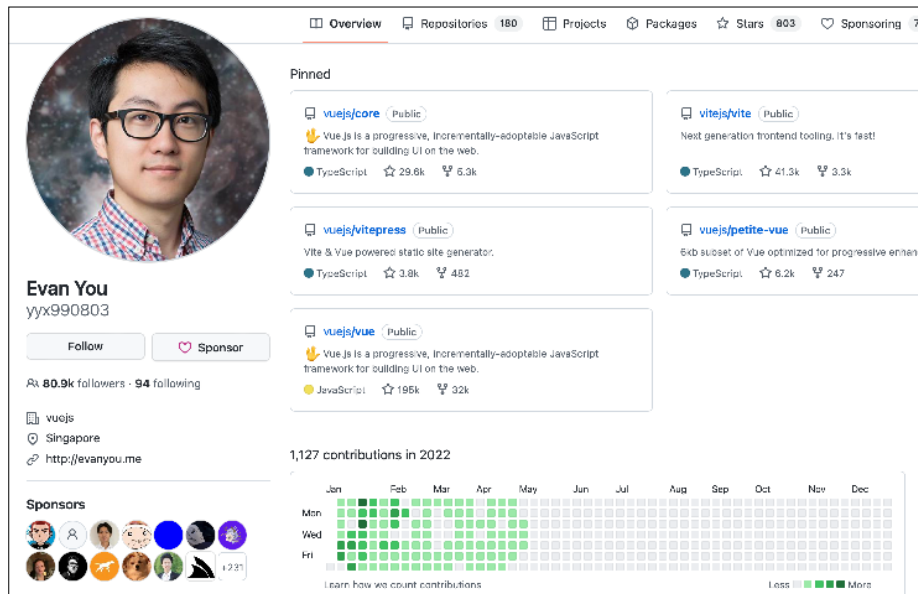 Overview Repositories 180 Projects Packages Stars 803 Sponsoring 7
Pinned
vuejs/core Public
Vue.js is a progressive, incrementally-adoptable JavaScript
framework for building UI on the web.
TypeScript 29.6k 5.3k
vitejs/vite Public
Next generation frontend tooling. It's fast!
TypeScript 41.3k 3.3k
vuejs/vitepress Public
Vite & Vue powered static site generator.
TypeScript 3.8k 482
vuejs/petite-vue Public
6kb subset of Vue optimized for progressive enhan
TypeScript 6.2k 247
vuejs/vue Public
Vue.js is a progressive, incrementally-adoptable JavaScript
framework for building UI on the web.
JavaScript 195k 32k
Evan You
yyx990803
Follow Sponsor
80.9k followers · 94 following
vuejs
Singapore
http://evanyou.me
Sponsors
+231
1,127 contributions in 2022
Jan Feb Mar Apr May Jun Jul Aug Sep Oct Nov Dec
Mon
Wed
Fri
Learn how we count contributions
Less More